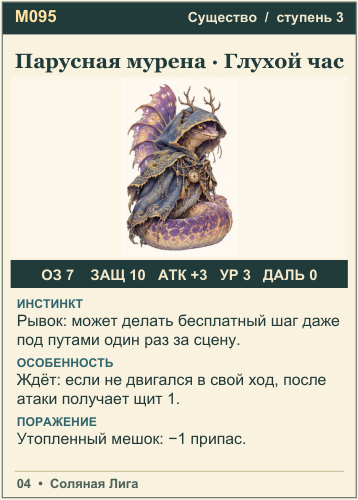 M095 Существо / ступень 3
Парусная мурена · Глухой час
ОЗ 7 ЗАЩ 10 АТК +3 УР 3 ДАЛЬ 0
ИНСТИНКТ
Рывок: может делать бесплатный шаг даже
под путами один раз за сцену.
ОСОБЕННОСТЬ
Ждёт: если не двигался в свой ход, после
атаки получает щит 1.
ПОРАЖЕНИЕ
Утопленный мешок: −1 припас.
04 • Соляная Лига